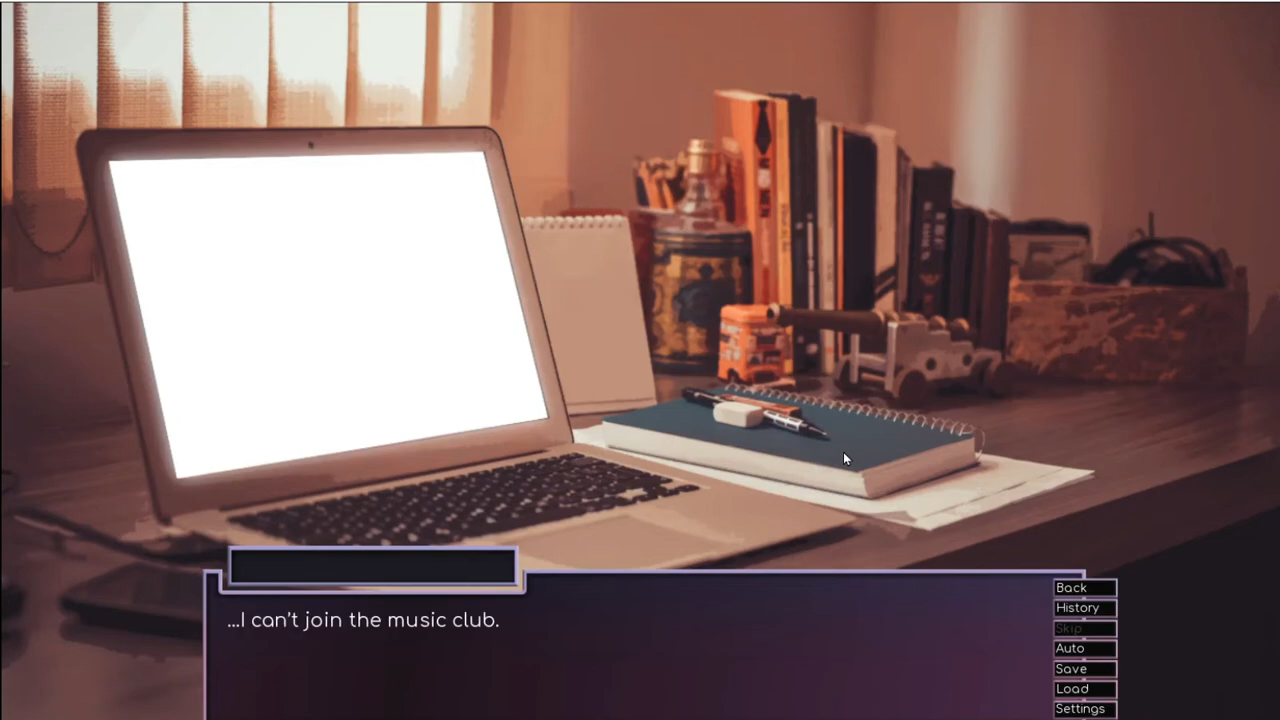 ...I can't join the music club.
Back
History
Skip
Auto
Save
Load
Settings